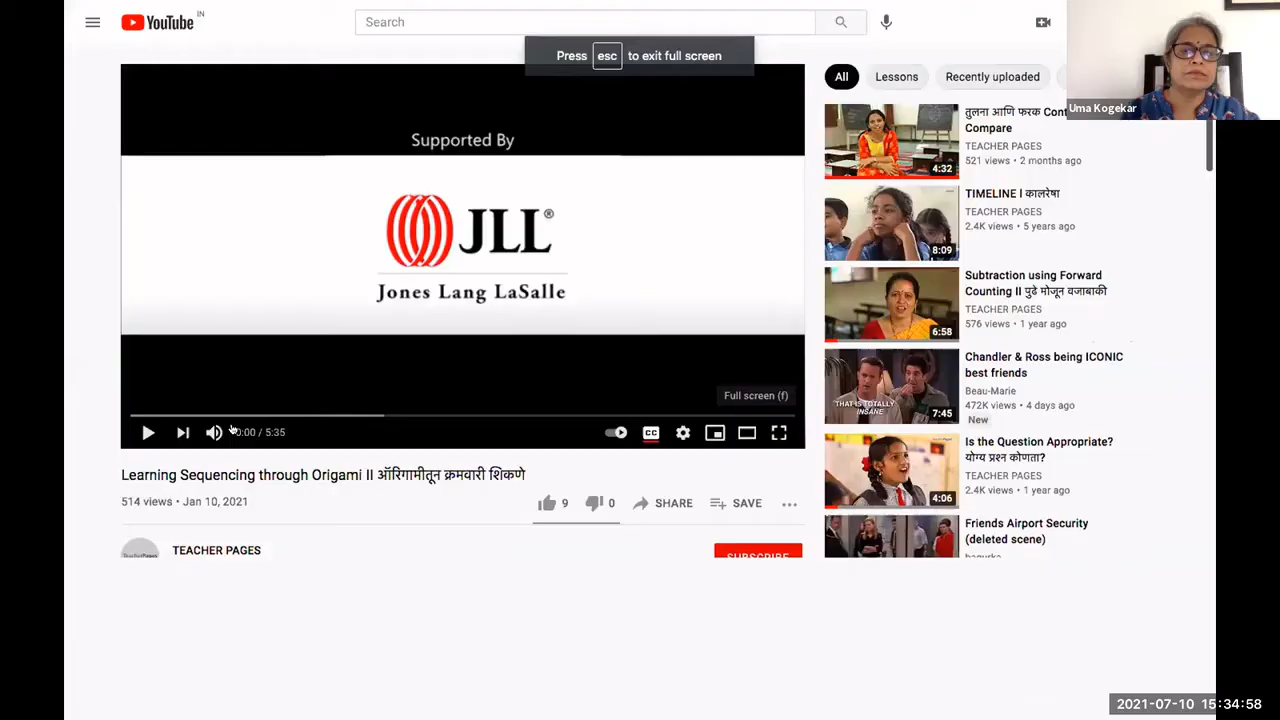 YouTube IN
Search
Press esc to exit full screen
Supported By
JLL®
Jones Lang LaSalle
Full screen (f)
0:00 / 5:35
CC
Learning Sequencing through Origami II ऑरिगामीतून क्रमवारी शिकणे
514 views • Jan 10, 2021
9
0
SHARE
SAVE
TEACHER PAGES
SUBSCRIBE
All
Lessons
Recently uploaded
4:32
तुलना आणि फरक
Compare
TEACHER PAGES
521 views • 2 months ago
8:09
TIMELINE I कालरेषा
TEACHER PAGES
2.4K views • 5 years ago
6:58
Subtraction using Forward
Counting II पुढे मोजून वजाबाकी
TEACHER PAGES
576 views • 1 year ago
THAT IS TOTALLY
INSANE
7:45
Chandler & Ross being ICONIC
best friends
Beau-Marie
472K views • 4 days ago
New
4:06
Is the Question Appropriate?
योग्य प्रश्न कोणता?
TEACHER PAGES
2.4K views • 1 year ago
Friends Airport Security
(deleted scene)
Uma Kogekar
2021-07-10 15:34:58